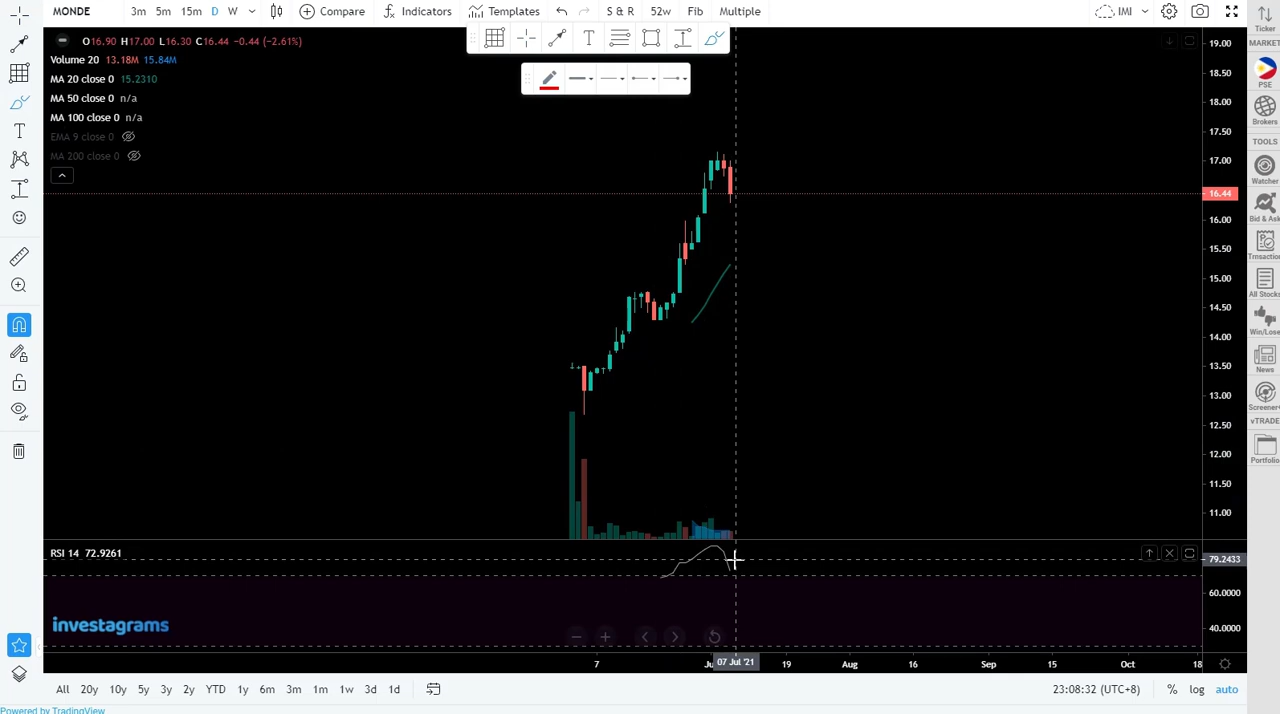 MONDE 3m 5m 15m D W Compare Indicators Templates S & R 52w Fib Multiple IMI
O16.90 H17.00 L16.30 C16.44 −0.44 (−2.61%)
Volume 20 13.18M 15.84M
MA 20 close 0 15.2310
MA 50 close 0 n/a
MA 100 close 0 n/a
EMA 9 close 0
MA 200 close 0
19.00
18.50
18.00
17.50
17.00
16.44
16.00
15.50
15.00
14.50
14.00
13.50
13.00
12.50
12.00
11.50
11.00
RSI 14 72.9261
79.2433
60.0000
40.0000
investagrams
7 Ju 07 Jul '21 19 Aug 16 Sep 15 Oct 18
All 20y 10y 5y 3y 2y YTD 1y 6m 3m 1m 1w 3d 1d 23:08:32 (UTC+8) % log auto
Powered by TradingView
Ticker
MARKET
PSE
Brokers
TOOLS
Watcher
Bid & Ask
Trnsactio
All Stocks
Win/Lose
News
Screener
vTRADE
Portfolio